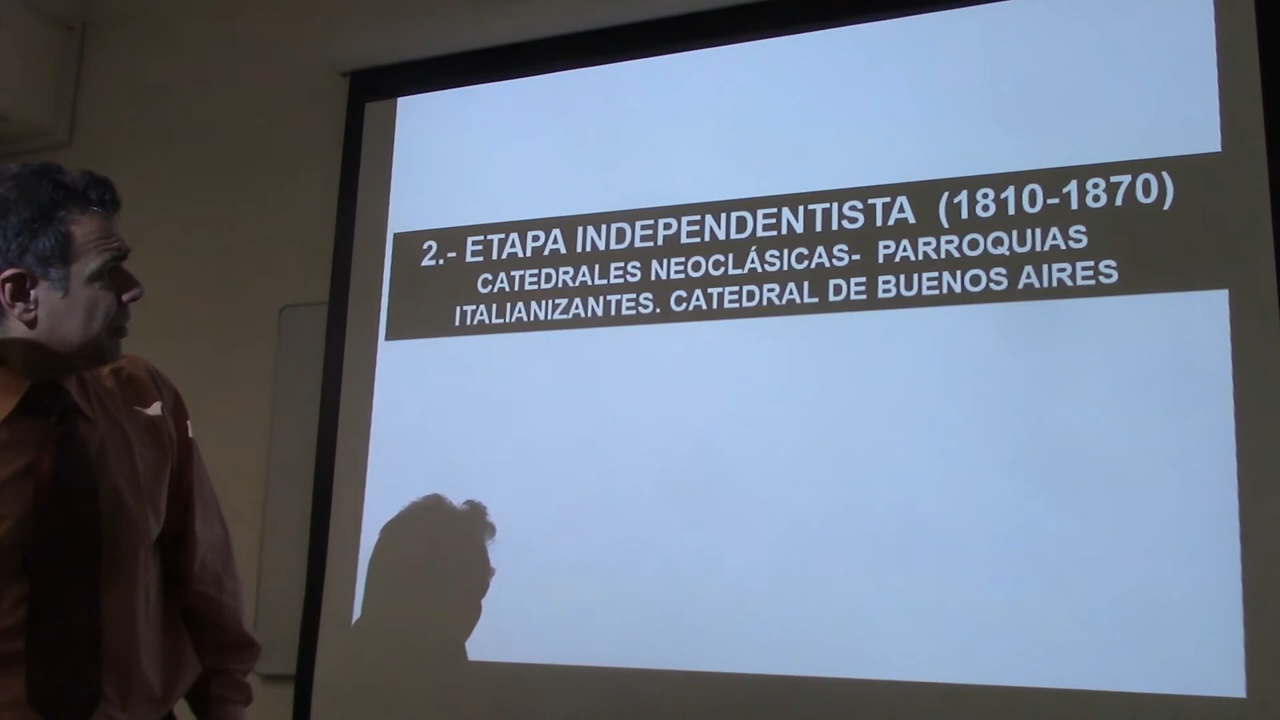 2.- ETAPA INDEPENDENTISTA (1810-1870)
CATEDRALES NEOCLÁSICAS- PARROQUIAS
ITALIANIZANTES. CATEDRAL DE BUENOS AIRES